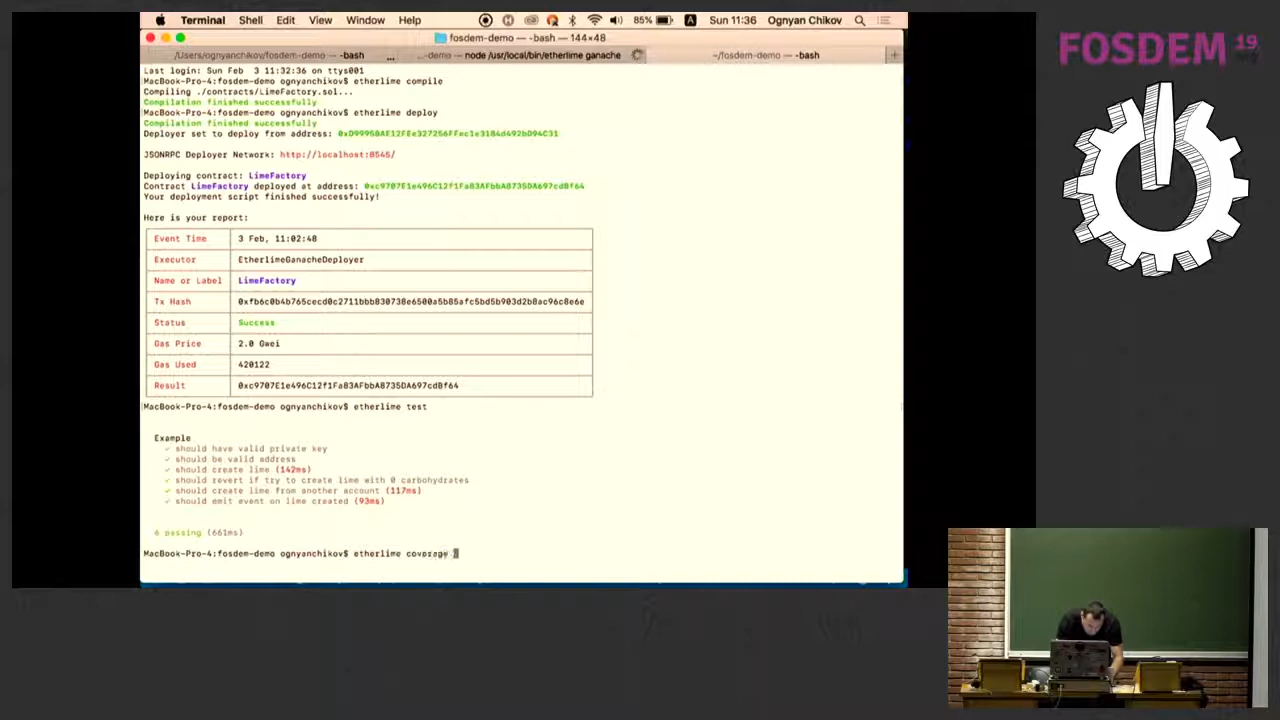 Terminal Shell Edit View Window Help 85% A Sun 11:36 Ognyan Chikov
FOSDEM 19
fosdem-demo — -bash — 144×48
/Users/ognyanchikov/fosdem-demo — -bash ... ...-demo — node /usr/local/bin/etherlime ganache ~/fosdem-demo — -bash +
Last login: Sun Feb 3 11:32:36 on ttys001
MacBook-Pro-4:fosdem-demo ognyanchikov$ etherlime compile
Compiling ./contracts/LimeFactory.sol...
Compilation finished successfully
MacBook-Pro-4:fosdem-demo ognyanchikov$ etherlime deploy
Compilation finished successfully
Deployer set to deploy from address:
JSONRPC Deployer Network: http://localhost:8545/
Deploying contract: LimeFactory
Contract LimeFactory deployed at address:
Your deployment script finished successfully!
Here is your report:
Event Time 3 Feb, 11:02:48
Executor EtherlimeGanacheDeployer
Name or Label LimeFactory
Tx Hash
Status Success
Gas Price 2.0 Gwei
Gas Used 420122
Result
MacBook-Pro-4:fosdem-demo ognyanchikov$ etherlime test
Example
✓ should have valid private key
✓ should be valid address
✓ should create lime (142ms)
✓ should revert if try to create lime with 0 carbohydrates
✓ should create lime from another account (117ms)
✓ should emit event on lime created (93ms)
6 passing (661ms)
MacBook-Pro-4:fosdem-demo ognyanchikov$ etherlime coverage